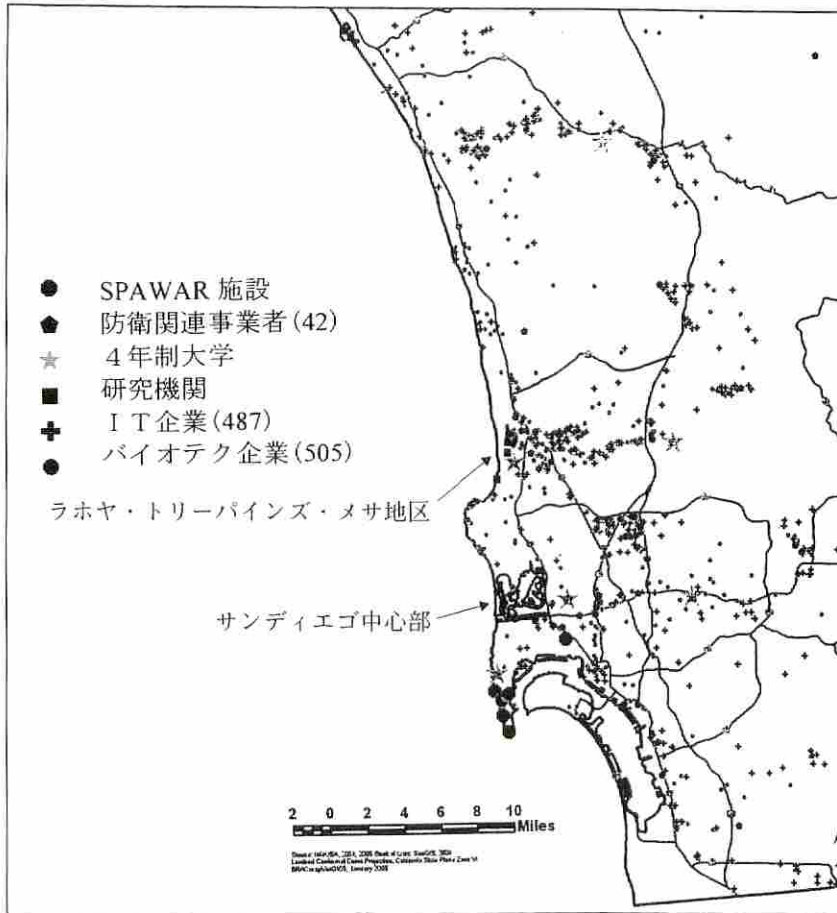 SPAWAR 施設
防衛関連事業者(42)
４年制大学
研究機関
ＩＴ企業(487)
バイオテク企業(505)
ラホヤ・トリーパインズ・メサ地区
サンディエゴ中心部
2 0 2 4 6 8 10
Miles